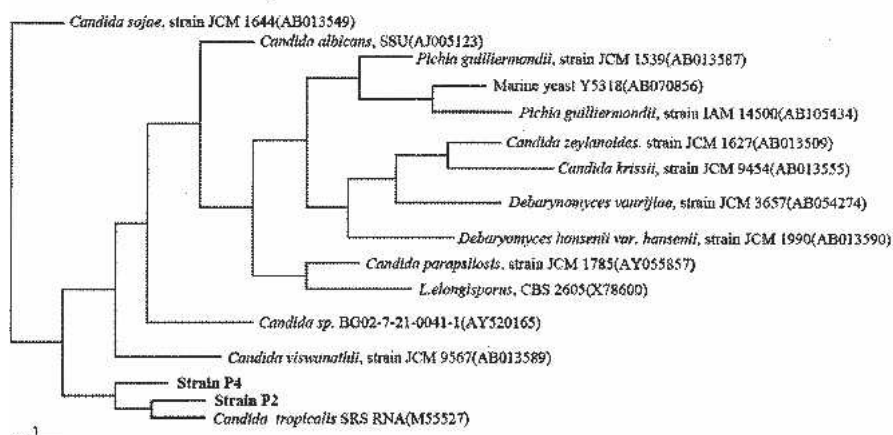 Candida sojae, strain JCM 1644(AB013549)
Candida albicans, SSU(AJ005123)
Pichia guilliermondii, strain JCM 1539(AB013587)
Marine yeast Y5318(AB070856)
Pichia guilliermondii, strain IAM 14500(AB105434)
Candida zeylanoides. strain JCM 1627(AB013509)
Candida krissii, strain JCM 9454(AB013555)
Debarynomyces vanrijiae, strain JCM 3657(AB054274)
Debaryomyces hansenii var. hansenii, strain JCM 1990(AB013590)
Candida parapsilosis, strain JCM 1785(AY055857)
L.elongisporus, CBS 2605(X78600)
Candida sp. BG02-7-21-0041-1(AY520165)
Candida viswanathii, strain JCM 9567(AB013589)
Strain P4
Strain P2
Candida tropicalis SRS RNA(M55527)
1